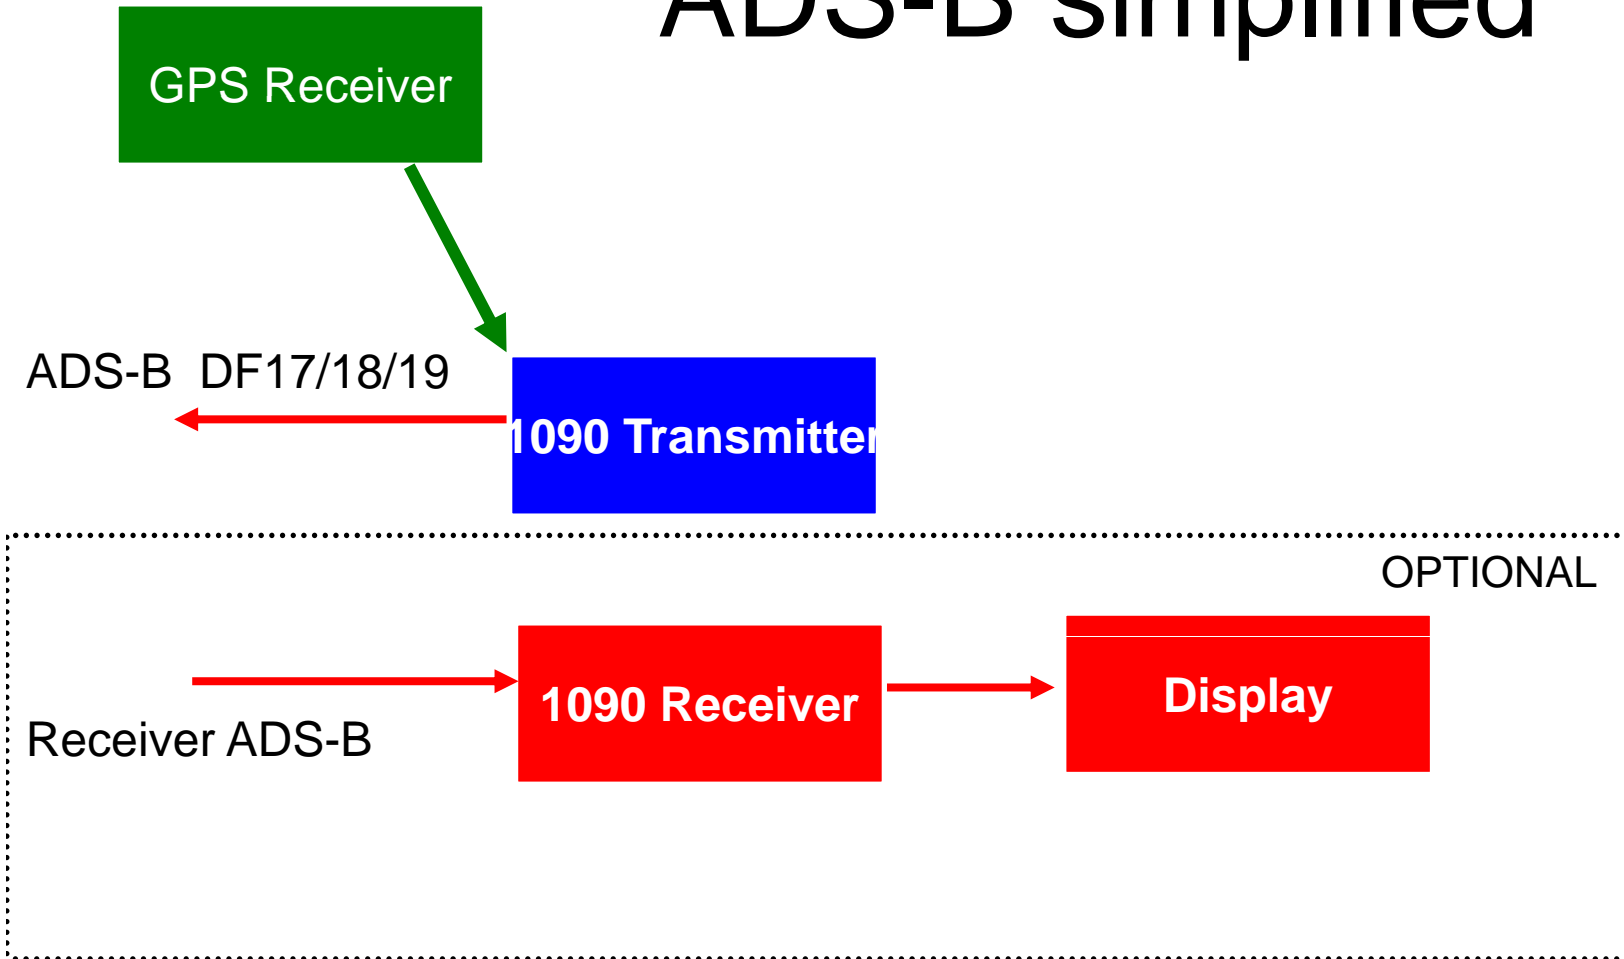 ADS-B simplified
GPS Receiver
ADS-B DF17/18/19
1090 Transmitter
OPTIONAL
1090 Receiver
Display
Receiver ADS-B